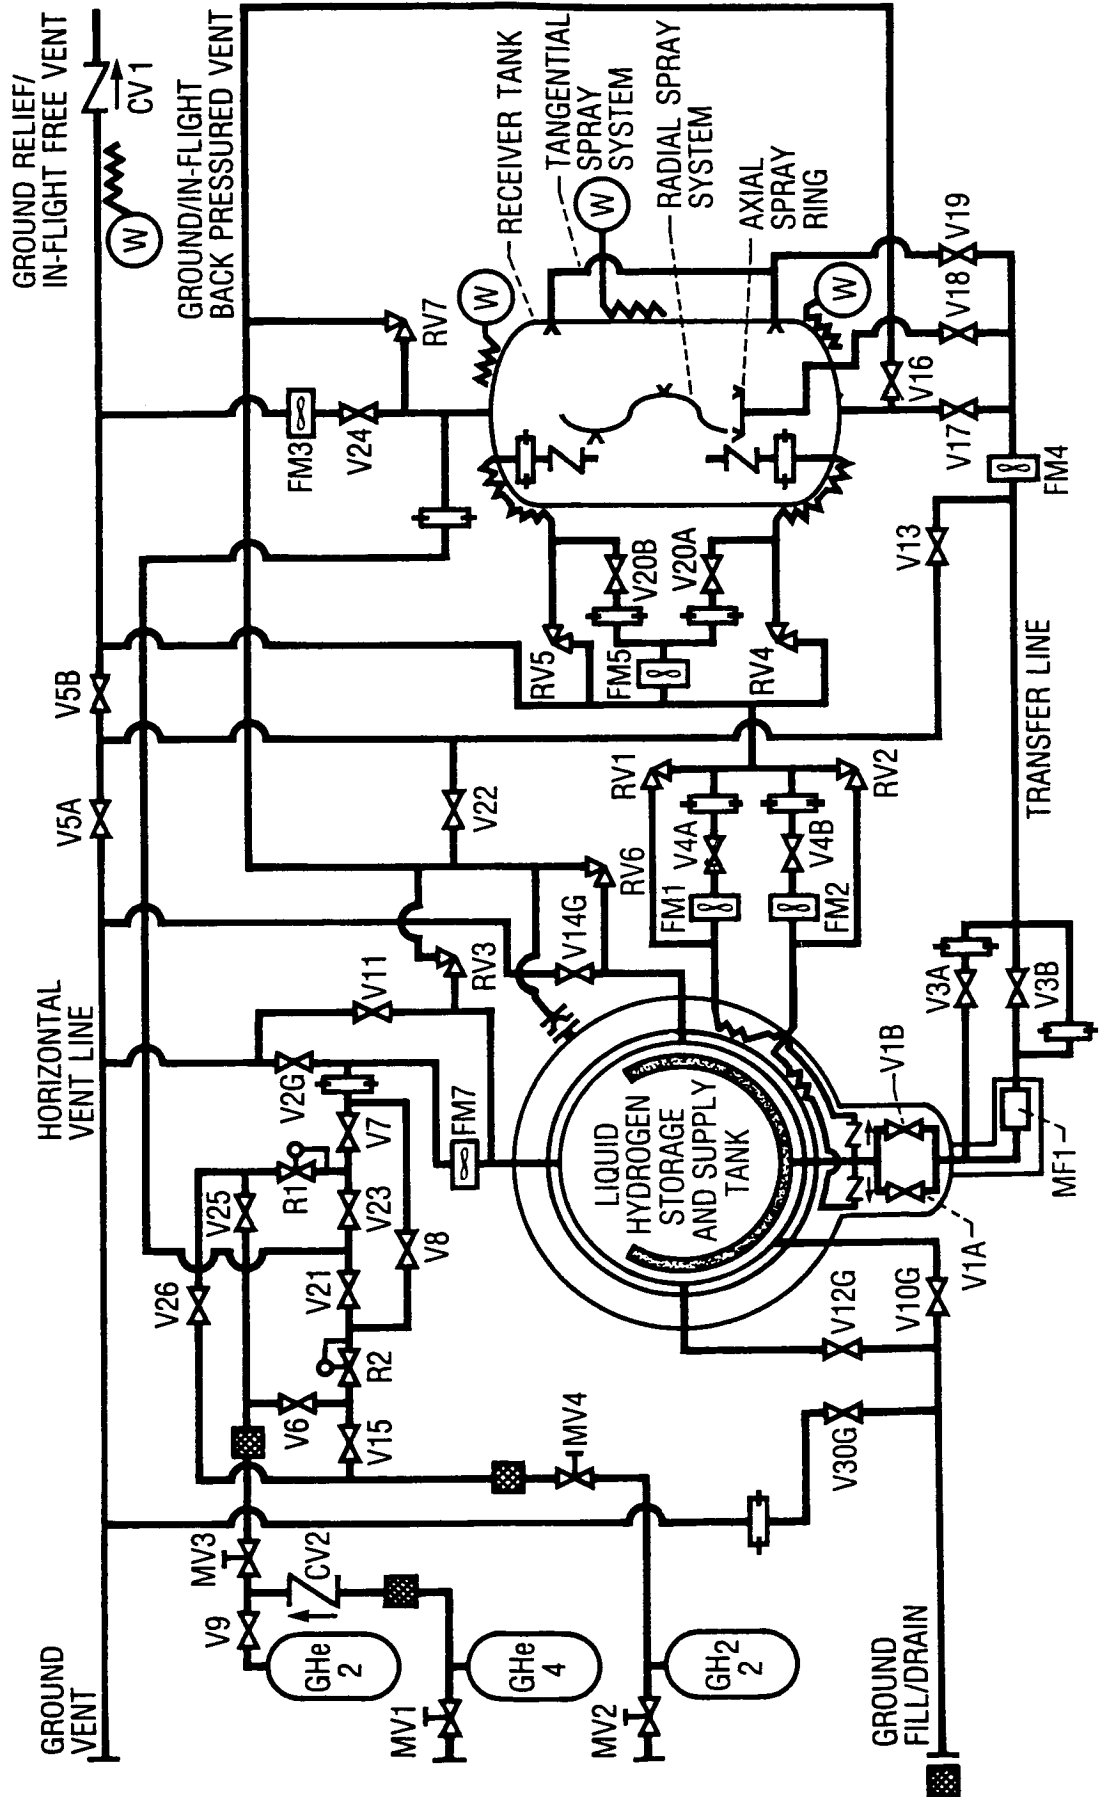 GROUND RELIEF/
IN-FLIGHT FREE VENT
CV1
W
GROUND/IN-FLIGHT
BACK PRESSURED VENT
RECEIVER TANK
TANGENTIAL
SPRAY
SYSTEM
RADIAL SPRAY
SYSTEM
AXIAL
SPRAY
RING
W
W
W
RV7
FM3
V24
V19
V18
V16
V17
FM4
V13
V20B
V20A
RV5
FM5
RV4
V5B
V5A
V22
RV1
RV2
V4A
V4B
RV6
FM1
FM2
TRANSFER LINE
HORIZONTAL
VENT LINE
V11
RV3
V14G
V2G
FM7
V7
R1
V25
V23
V8
V26
V21
R2
V6
V15
MV4
LIQUID
HYDROGEN
STORAGE
AND SUPPLY
TANK
V3A
V3B
V1B
MF1
V1A
V12G
V10G
V30G
MV3
CV2
V9
GHe
2
GHe
4
GH2
2
MV1
MV2
GROUND
VENT
GROUND
FILL/DRAIN